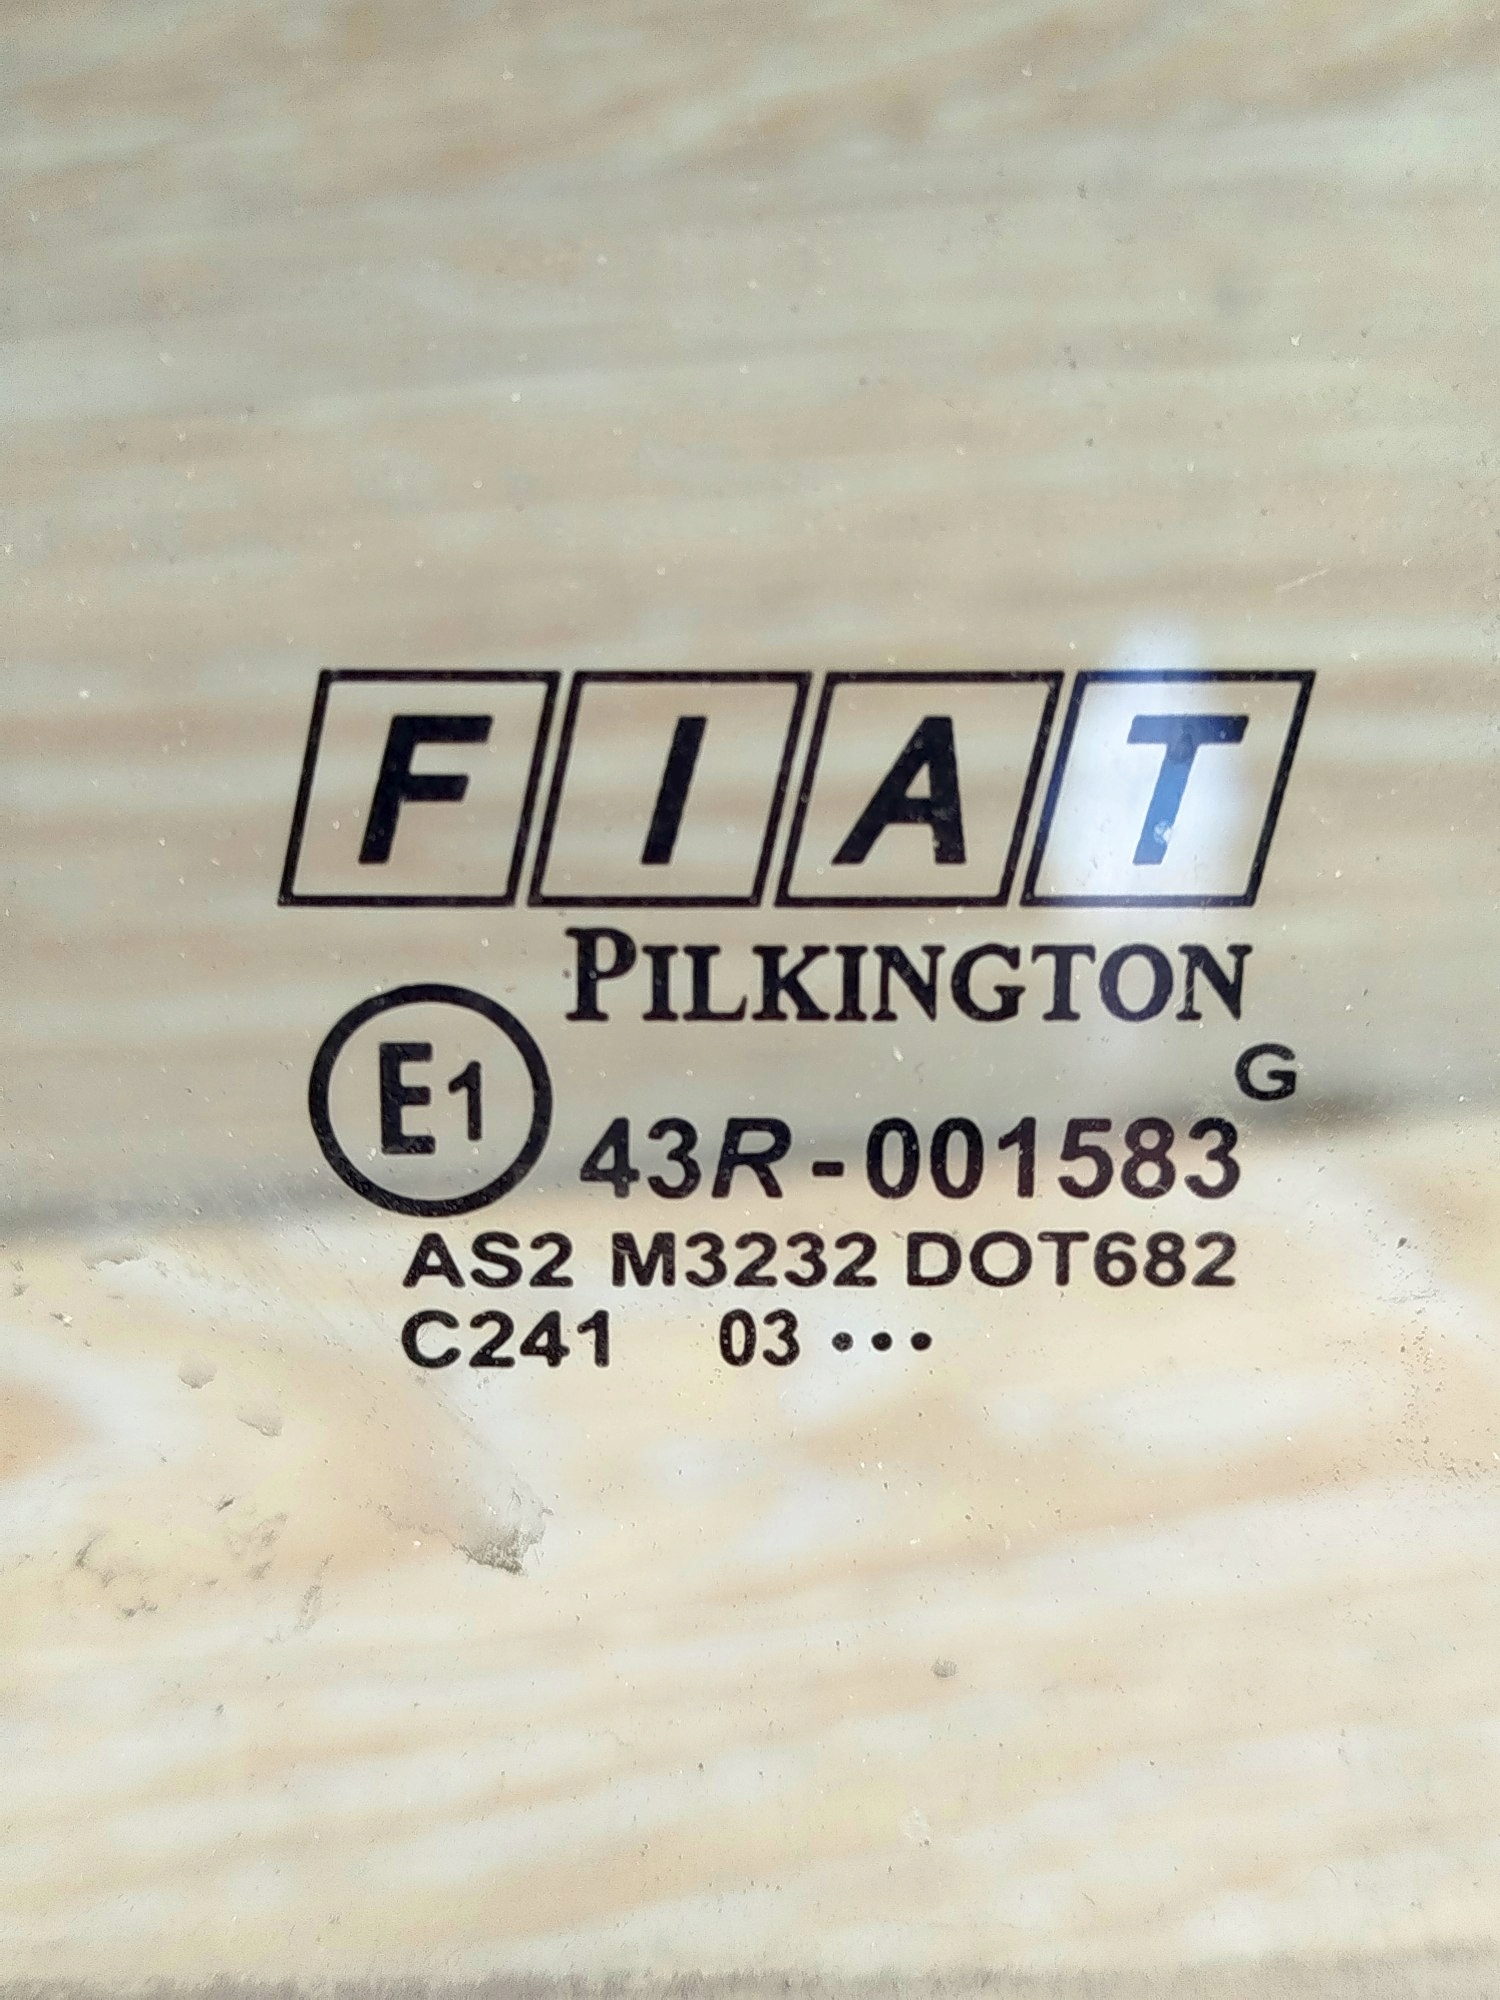 FIAT
PILKINGTON
G
E1 43R-001583
AS2 M3232 DOT682
C241 03 •••